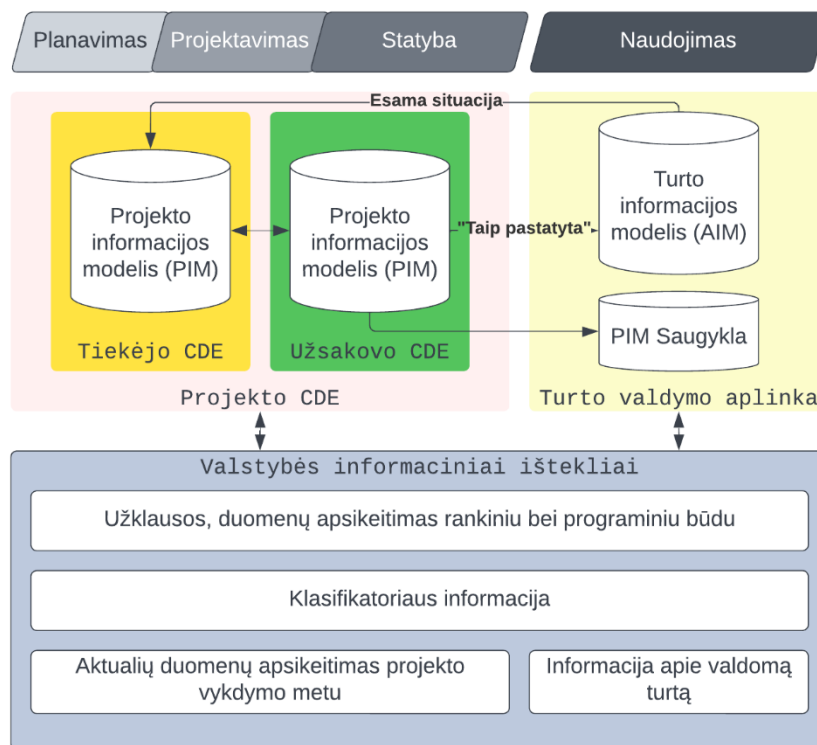 Planavimas
Projektavimas
Statyba
Naudojimas
Esama situacija
Projekto
informacijos
modelis (PIM)
Projekto
informacijos
modelis (PIM)
"Taip pastatyta"
Turto
informacijos
modelis (AIM)
PIM Saugykla
Tiekėjo CDE
Užsakovo CDE
Projekto CDE
Turto valdymo aplinka
Valstybės informaciniai ištekliai
Užklausos, duomenų apsikeitimas rankiniu bei programiniu būdu
Klasifikatoriaus informacija
Aktualių duomenų apsikeitimas projekto
vykdymo metu
Informacija apie valdomą
turtą